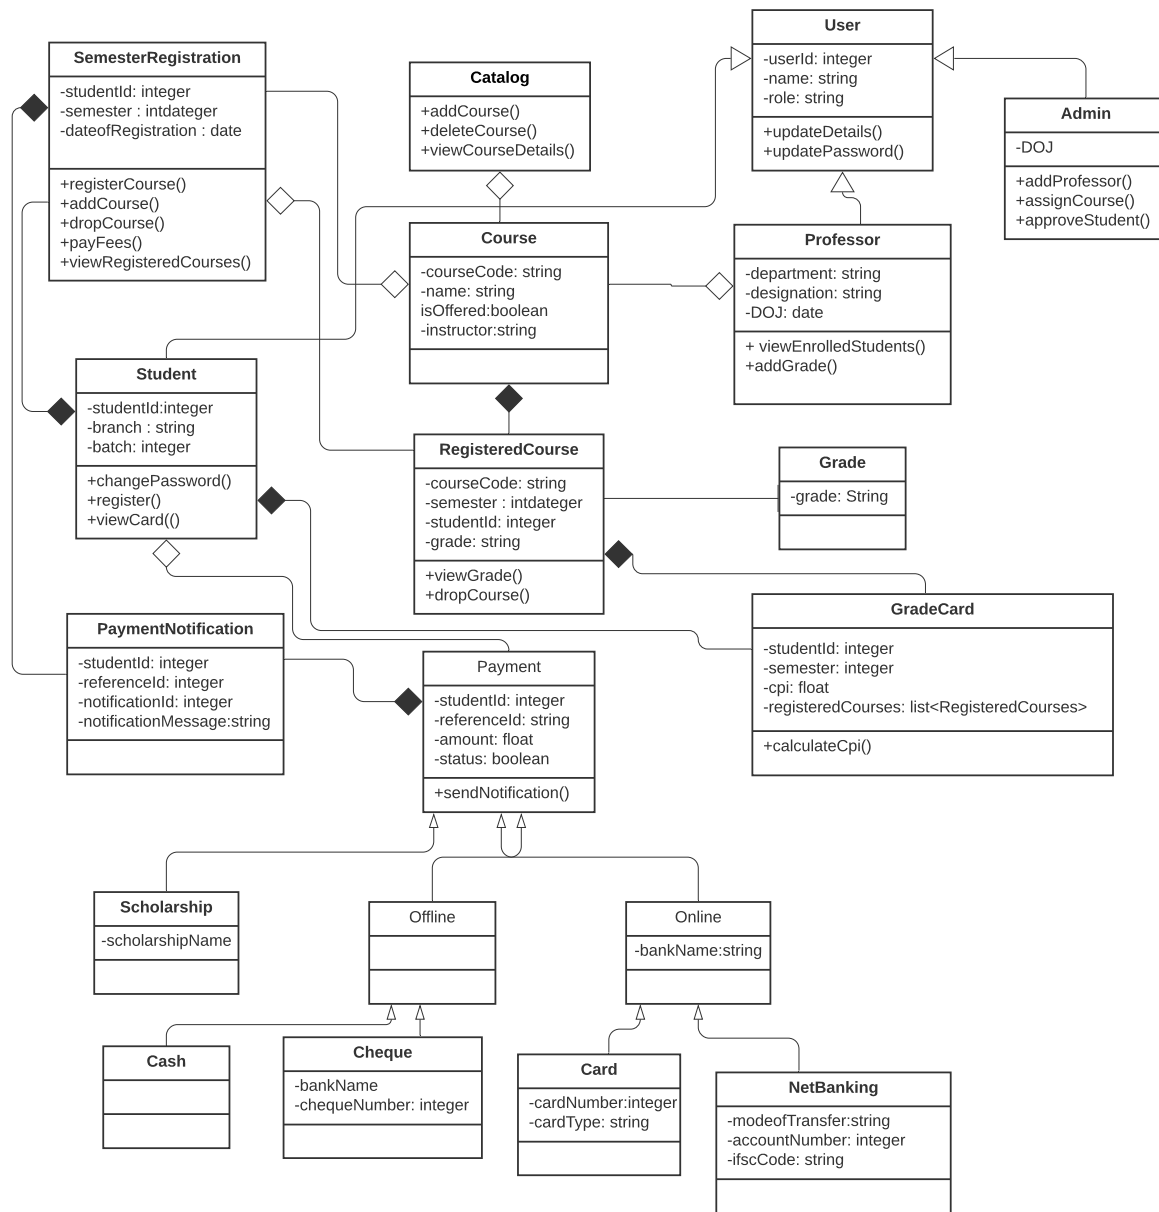 User
-userId: integer
-name: string
-role: string
+updateDetails()
+updatePassword()
SemesterRegistration
-studentId: integer
-semester : intdateger
-dateofRegistration : date
+registerCourse()
+addCourse()
+dropCourse()
+payFees()
+viewRegisteredCourses()
Catalog
+addCourse()
+deleteCourse()
+viewCourseDetails()
Admin
-DOJ
+addProfessor()
+assignCourse()
+approveStudent()
Course
-courseCode: string
-name: string
isOffered:boolean
-instructor:string
Professor
-department: string
-designation: string
-DOJ: date
+ viewEnrolledStudents()
+addGrade()
Student
-studentId:integer
-branch : string
-batch: integer
+changePassword()
+register()
+viewCard(()
RegisteredCourse
-courseCode: string
-semester : intdateger
-studentId: integer
-grade: string
+viewGrade()
+dropCourse()
Grade
-grade: String
GradeCard
-studentId: integer
-semester: integer
-cpi: float
-registeredCourses: list<RegisteredCourses>
+calculateCpi()
PaymentNotification
-studentId: integer
-referenceId: integer
-notificationId: integer
-notificationMessage:string
Payment
-studentId: integer
-referenceId: string
-amount: float
-status: boolean
+sendNotification()
Scholarship
-scholarshipName
Offline
Online
-bankName:string
Cash
Cheque
-bankName
-chequeNumber: integer
Card
-cardNumber:integer
-cardType: string
NetBanking
-modeofTransfer:string
-accountNumber: integer
-ifscCode: string